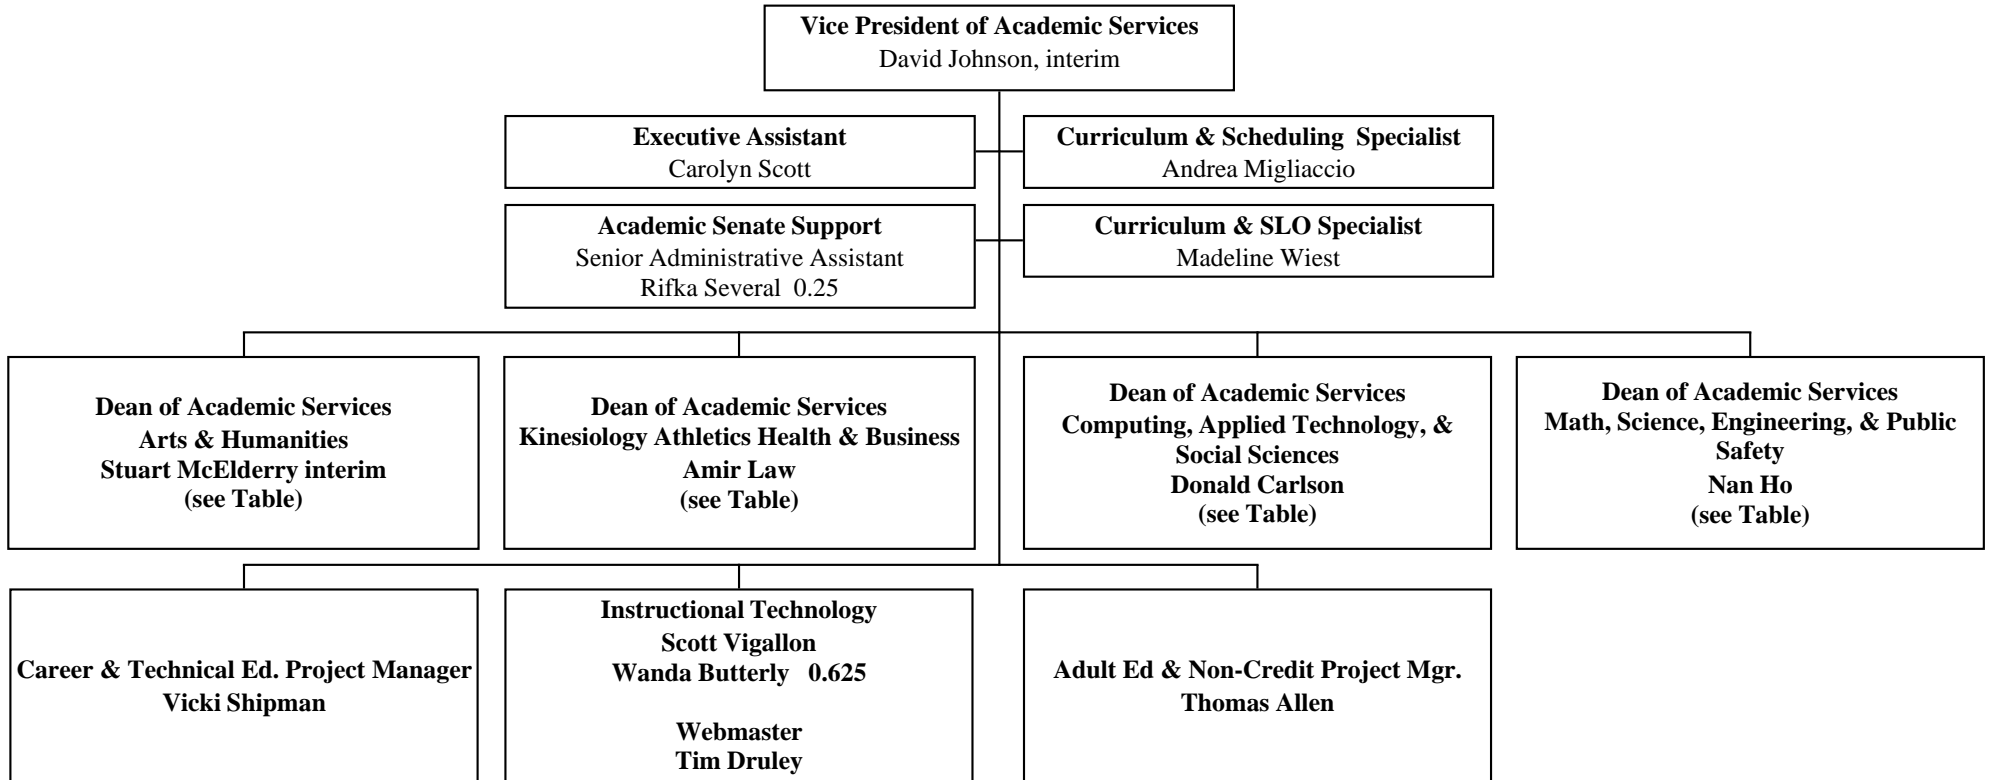 Vice President of Academic Services
David Johnson, interim
Executive Assistant
Carolyn Scott
Curriculum & Scheduling  Specialist
Andrea Migliaccio
Academic Senate Support
Senior Administrative Assistant
Rifka Several  0.25
Curriculum & SLO Specialist
Madeline Wiest
Dean of Academic Services
Arts & Humanities
Stuart McElderry interim
(see Table)
Dean of Academic Services
Kinesiology Athletics Health & Business
Amir Law
(see Table)
Dean of Academic Services
Computing, Applied Technology, &
Social Sciences
Donald Carlson
(see Table)
Dean of Academic Services
Math, Science, Engineering, & Public
Safety
Nan Ho
(see Table)
Career & Technical Ed. Project Manager
Vicki Shipman
Instructional Technology
Scott Vigallon
Wanda Butterly   0.625
Webmaster
Tim Druley
Adult Ed & Non-Credit Project Mgr.
Thomas Allen